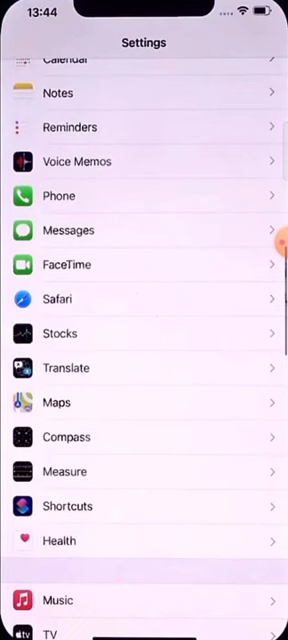 13:44
Settings
Calendar
Notes
Reminders
Voice Memos
Phone
Messages
FaceTime
Safari
Stocks
Translate
Maps
Compass
Measure
Shortcuts
Health
Music
tv
TV